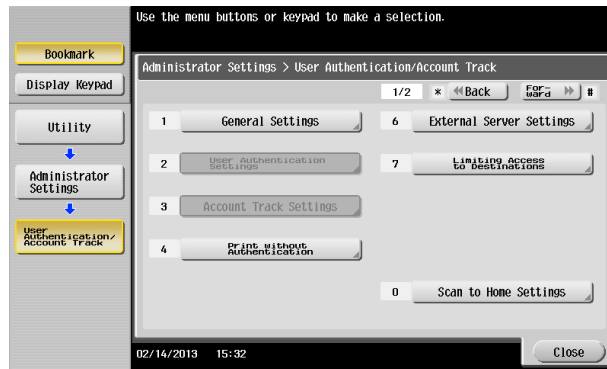 Use the menu buttons or keypad to make a selection.
Bookmark
Display Keypad
Utility
Administrator
Settings
User
Authentication/
Account Track
Administrator Settings > User Authentication/Account Track
1/2 * Back For-
ward #
1 General Settings
2 User Authentication
Settings
3 Account Track Settings
4 Print without
Authentication
6 External Server Settings
7 Limiting Access
to Destinations
0 Scan to Home Settings
02/14/2013 15:32
Close